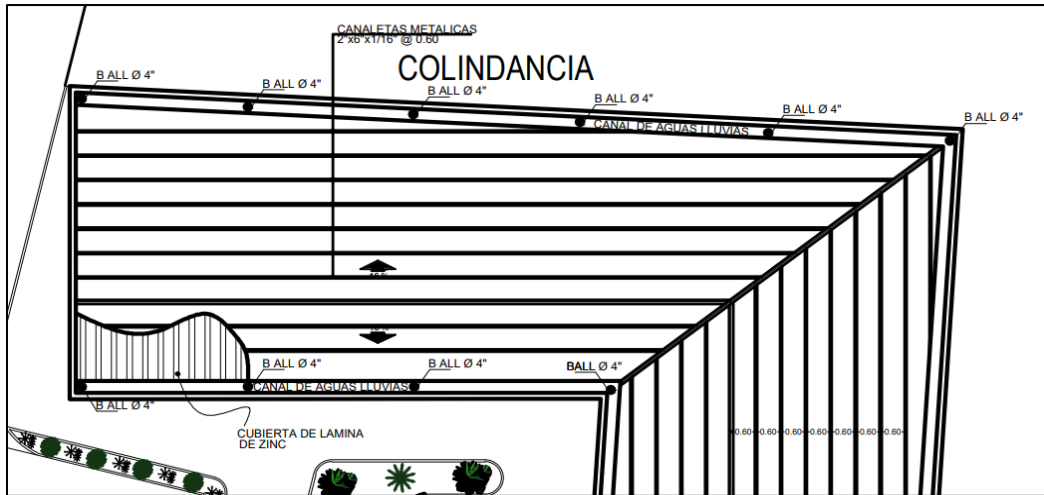 CANALETAS METALICAS
2"x6"x1/16" @ 0.60
COLINDANCIA
B ALL Ø 4"
B ALL Ø 4"
B ALL Ø 4"
B ALL Ø 4"
B ALL Ø 4"
B ALL Ø 4"
CANAL DE AGUAS LLUVIAS
B ALL Ø 4"
B ALL Ø 4"
BALL Ø 4"
CANAL DE AGUAS LLUVIAS
B ALL Ø 4"
CUBIERTA DE LAMINA
DE ZINC
0.60 0.60 0.60 0.60 0.60 0.60 0.60